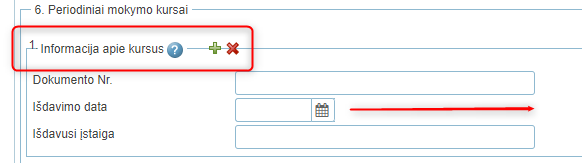 6. Periodiniai mokymo kursai
1. Informacija apie kursus ?
Dokumento Nr.
Išdavimo data
Išdavusi įstaiga